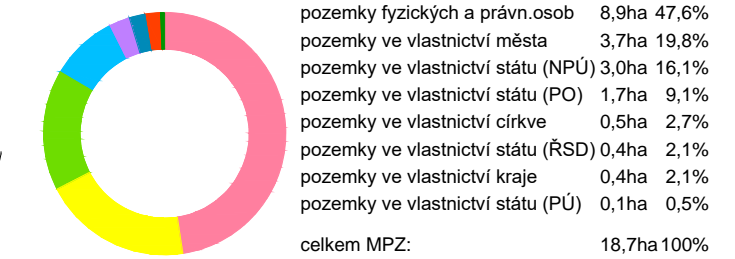 pozemky fyzických a právn.osob 8,9ha 47,6%
pozemky ve vlastnictví města 3,7ha 19,8%
pozemky ve vlastnictví státu (NPÚ) 3,0ha 16,1%
pozemky ve vlastnictví státu (PO) 1,7ha 9,1%
pozemky ve vlastnictví církve 0,5ha 2,7%
pozemky ve vlastnictví státu (ŘSD) 0,4ha 2,1%
pozemky ve vlastnictví kraje 0,4ha 2,1%
pozemky ve vlastnictví státu (PÚ) 0,1ha 0,5%
celkem MPZ: 18,7ha 100%